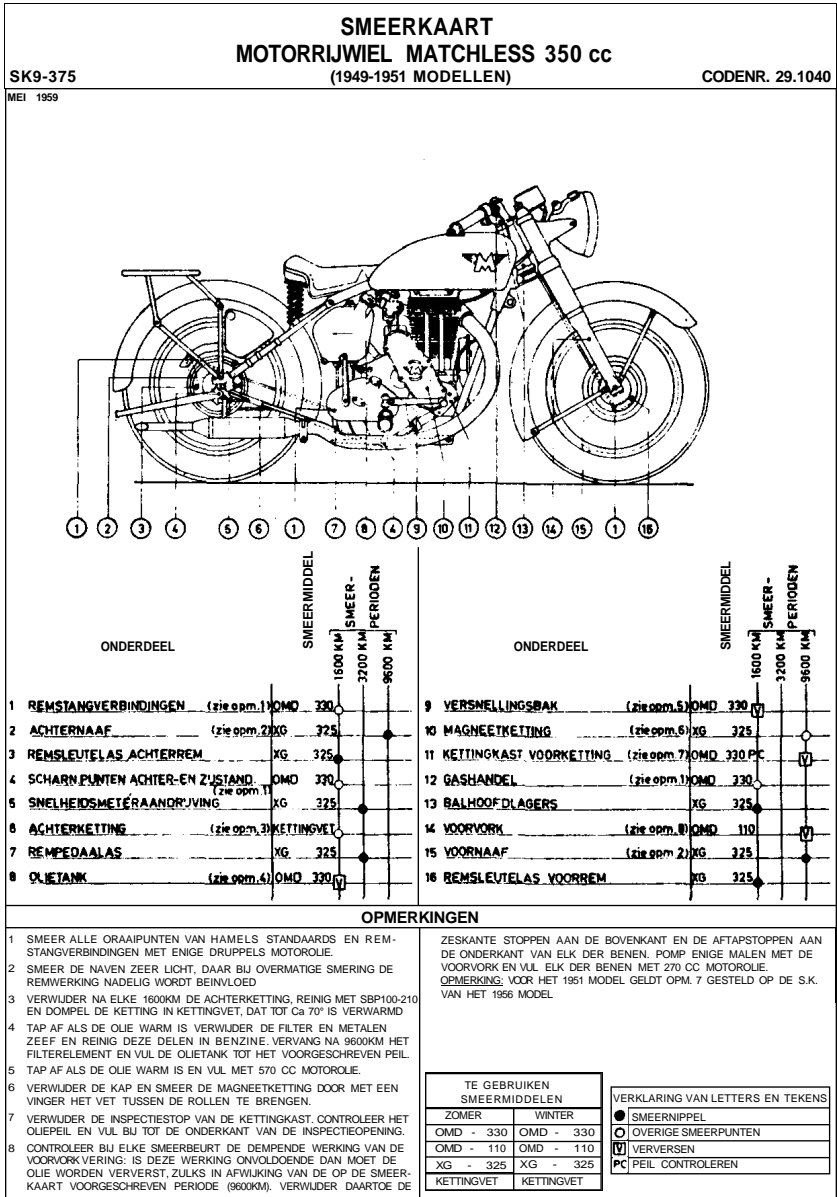 SMEERKAART
MOTORRIJWIEL MATCHLESS 350 cc
SK9-375 (1949-1951 MODELLEN) CODENR. 29.1040
MEI 1959
M
1 2 3 4 5 6 1 7 8 4 9 10 11 12 13 14 15 1 16
ONDERDEEL SMEERMIDDEL SMEER-PERIODEN 1600 KM 3200 KM 9600 KM
1 REMSTANGVERBINDINGEN (zie opm.1) OMD 330
2 ACHTERNAAF (zie opm.2) XG 325
3 REMSLEUTELAS ACHTERREM XG 325
4 SCHARN.PUNTEN ACHTER-EN ZIJSTAND. OMD 330
(zie opm.1)
5 SNELHEIDSMETERAANDRIJVING XG 325
6 ACHTERKETTING (zie opm.3) KETTINGVET
7 REMPEDAALAS XG 325
8 OLIETANK (zie opm.4) OMD 330 V
ONDERDEEL SMEERMIDDEL SMEER-PERIODEN 1600 KM 3200 KM 9600 KM
9 VERSNELLINGSBAK (zie opm.5) OMD 330 V
10 MAGNEETKETTING (zie opm.6) XG 325
11 KETTINGKAST VOORKETTING (zie opm.7) OMD 330 PC V
12 GASHANDEL (zie opm.1) OMD 330
13 BALHOOFDLAGERS XG 325
14 VOORVORK (zie opm.8) OMD 110 V
15 VOORNAAF (zie opm.2) XG 325
16 REMSLEUTELAS VOORREM XG 325
OPMERKINGEN
1 SMEER ALLE ORAAIPUNTEN VAN HAMELS STANDAARDS EN REM-
STANGVERBINDINGEN MET ENIGE DRUPPELS MOTOROLIE.
2 SMEER DE NAVEN ZEER LICHT, DAAR BIJ OVERMATIGE SMERING DE
REMWERKING NADELIG WORDT BEINVLOED
3 VERWIJDER NA ELKE 1600KM DE ACHTERKETTING, REINIG MET SBP100-210
EN DOMPEL DE KETTING IN KETTINGVET, DAT TOT Ca 70° IS VERWARMD
4 TAP AF ALS DE OLIE WARM IS VERWIJDER DE FILTER EN METALEN
ZEEF EN REINIG DEZE DELEN IN BENZINE. VERVANG NA 9600KM HET
FILTERELEMENT EN VUL DE OLIETANK TOT HET VOORGESCHREVEN PEIL.
5 TAP AF ALS DE OLIE WARM IS EN VUL MET 570 CC MOTOROLIE.
6 VERWIJDER DE KAP EN SMEER DE MAGNEETKETTING DOOR MET EEN
VINGER HET VET TUSSEN DE ROLLEN TE BRENGEN.
7 VERWIJDER DE INSPECTIESTOP VAN DE KETTINGKAST. CONTROLEER HET
OLIEPEIL EN VUL BIJ TOT DE ONDERKANT VAN DE INSPECTIEOPENING.
8 CONTROLEER BIJ ELKE SMEERBEURT DE DEMPENDE WERKING VAN DE
VOORVORKVERING: IS DEZE WERKING ONVOLDOENDE DAN MOET DE
OLIE WORDEN VERVERST, ZULKS IN AFWIJKING VAN DE OP DE SMEER-
KAART VOORGESCHREVEN PERIODE (9600KM). VERWIJDER DAARTOE DE
ZESKANTE STOPPEN AAN DE BOVENKANT EN DE AFTAPSTOPPEN AAN
DE ONDERKANT VAN ELK DER BENEN. POMP ENIGE MALEN MET DE
VOORVORK EN VUL ELK DER BENEN MET 270 CC MOTOROLIE.
OPMERKING: VOOR HET 1951 MODEL GELDT OPM. 7 GESTELD OP DE S.K.
VAN HET 1956 MODEL
TE GEBRUIKEN
SMEERMIDDELEN
ZOMER WINTER
OMD - 330 OMD - 330
OMD - 110 OMD - 110
XG - 325 XG - 325
KETTINGVET KETTINGVET
VERKLARING VAN LETTERS EN TEKENS
SMEERNIPPEL
OVERIGE SMEERPUNTEN
V VERVERSEN
PC PEIL CONTROLEREN